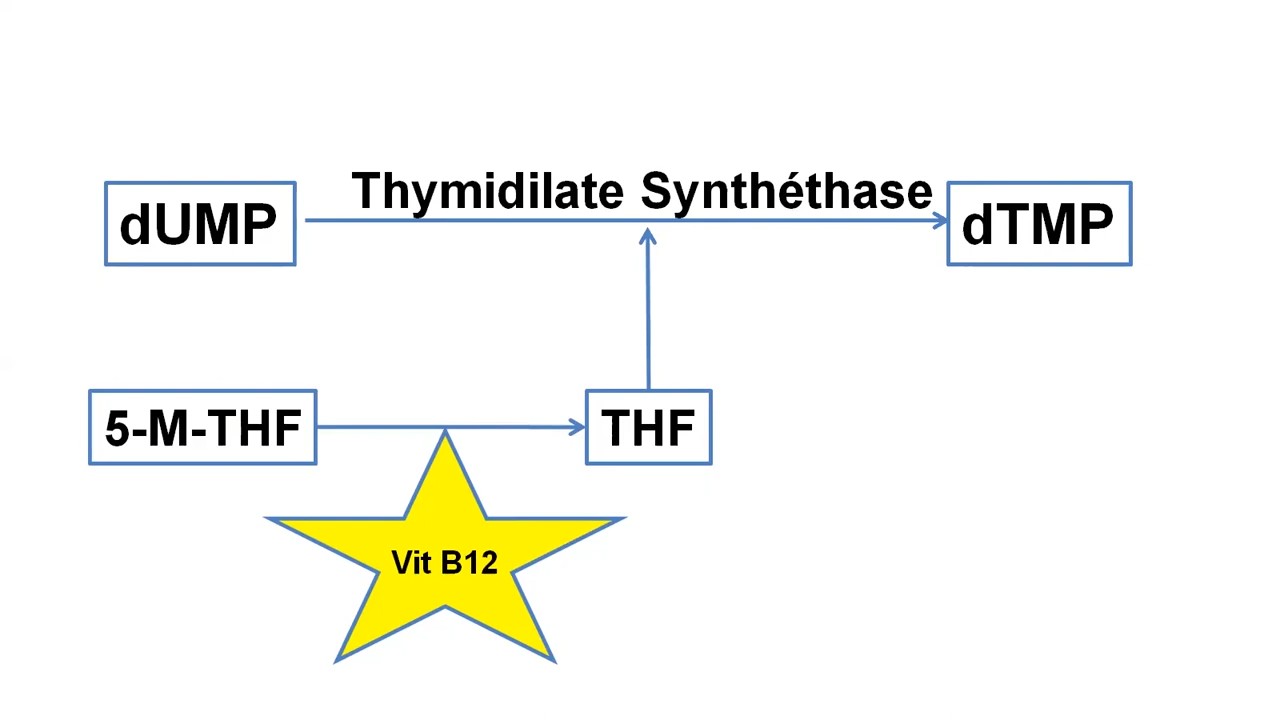 Thymidilate Synthéthase
dUMP
dTMP
5-M-THF
THF
Vit B12